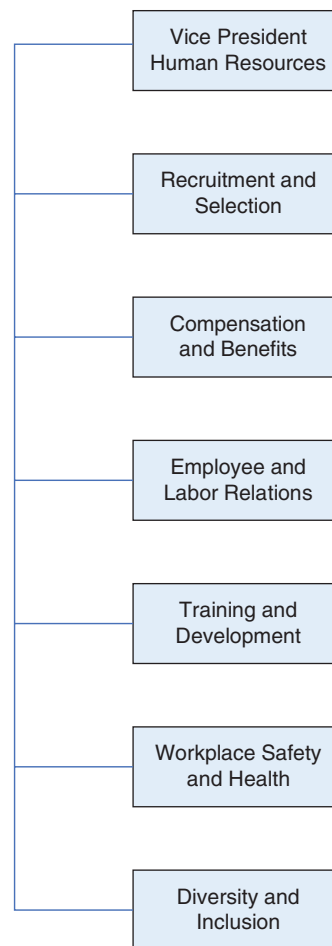 Vice President
Human Resources
Recruitment and
Selection
Compensation
and Benefits
Employee and
Labor Relations
Training and
Development
Workplace Safety
and Health
Diversity and
Inclusion